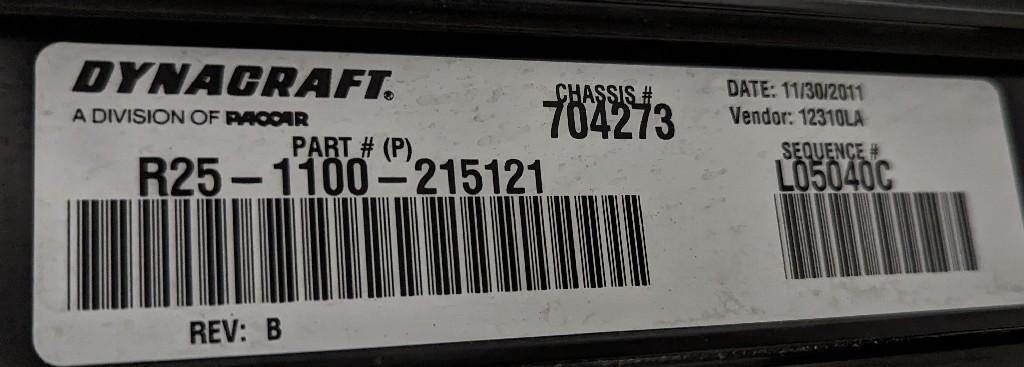 DYNACRAFT®
A DIVISION OF PACCAR
PART # (P)
R25-1100-215121
REV: B
CHASSIS #
704273
DATE: 11/30/2011
Vendor: 12310LA
SEQUENCE #
L05040C